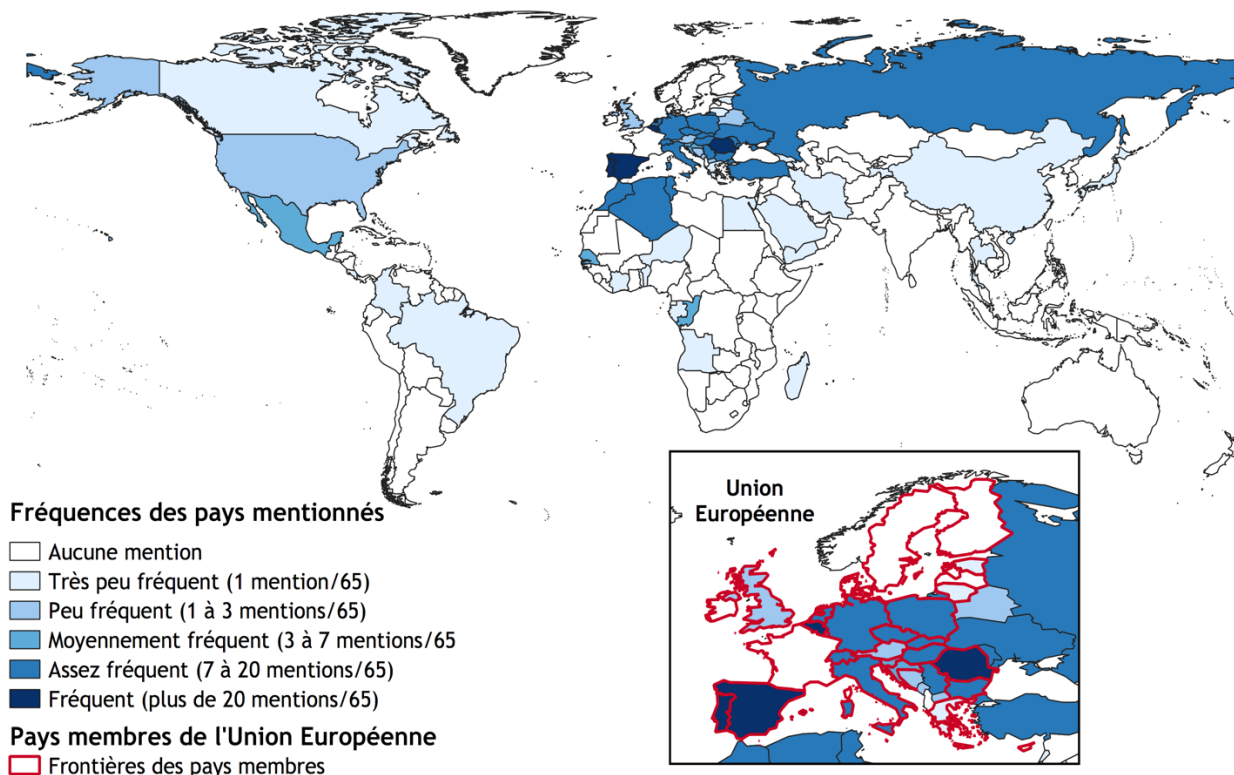 Fréquences des pays mentionnés
Aucune mention
Très peu fréquent (1 mention/65)
Peu fréquent (1 à 3 mentions/65)
Moyennement fréquent (3 à 7 mentions/65
Assez fréquent (7 à 20 mentions/65)
Fréquent (plus de 20 mentions/65)
Pays membres de l'Union Européenne
Frontières des pays membres
Union
Européenne